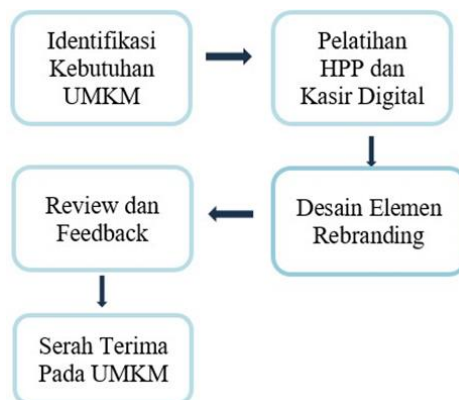 Identifikasi
Kebutuhan
UMKM
Pelatihan
HPP dan
Kasir Digital
Desain Elemen
Rebranding
Review dan
Feedback
Serah Terima
Pada UMKM